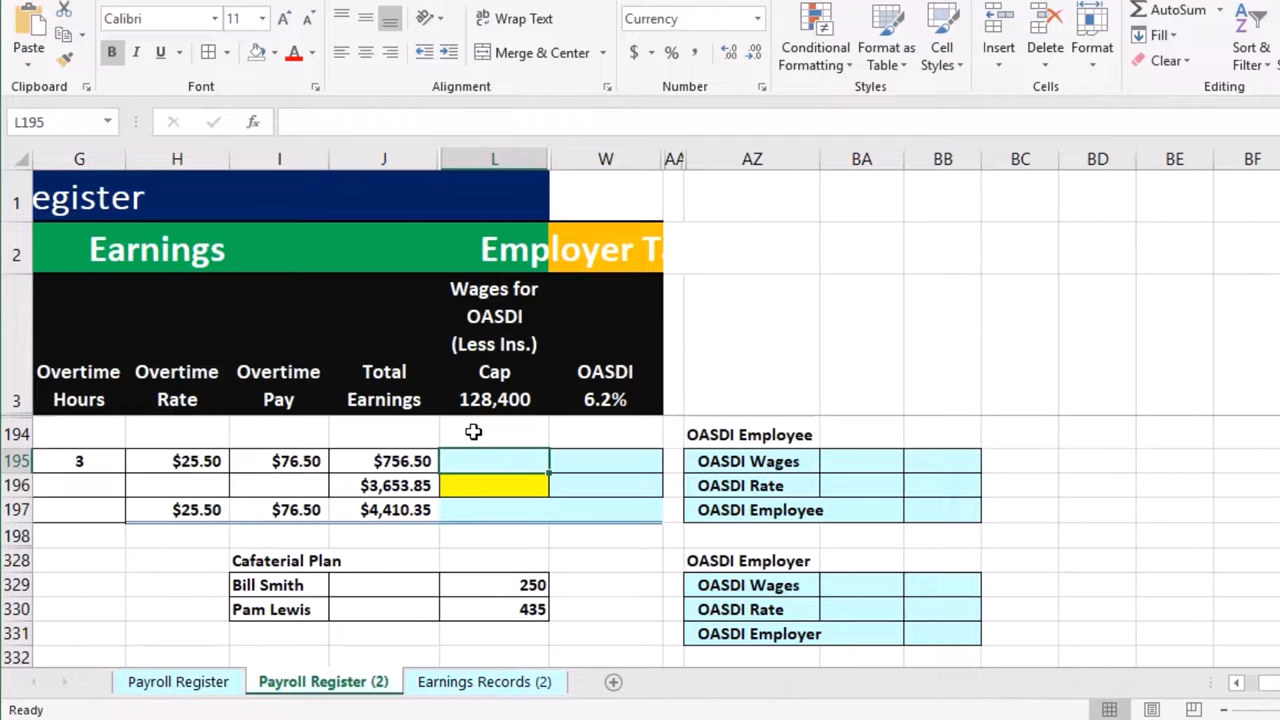 Calibri 11 Wrap Text Currency AutoSum
Paste B I U Merge & Center $ % , Conditional Formatting Format as Table Cell Styles Insert Delete Format Fill Clear Sort & Filter
Clipboard Font Alignment Number Styles Cells Editing
L195 fx
G H I J L W AA AZ BA BB BC BD BE BF
1 egister
2 Earnings Employer T
3 Overtime Hours Overtime Rate Overtime Pay Total Earnings Wages for OASDI (Less Ins.) Cap 128,400 OASDI 6.2%
194 OASDI Employee
195 3 $25.50 $76.50 $756.50 OASDI Wages
196 $3,653.85 OASDI Rate
197 $25.50 $76.50 $4,410.35 OASDI Employee
198
328 Cafaterial Plan OASDI Employer
329 Bill Smith 250 OASDI Wages
330 Pam Lewis 435 OASDI Rate
331 OASDI Employer
332
Payroll Register Payroll Register (2) Earnings Records (2)
Ready